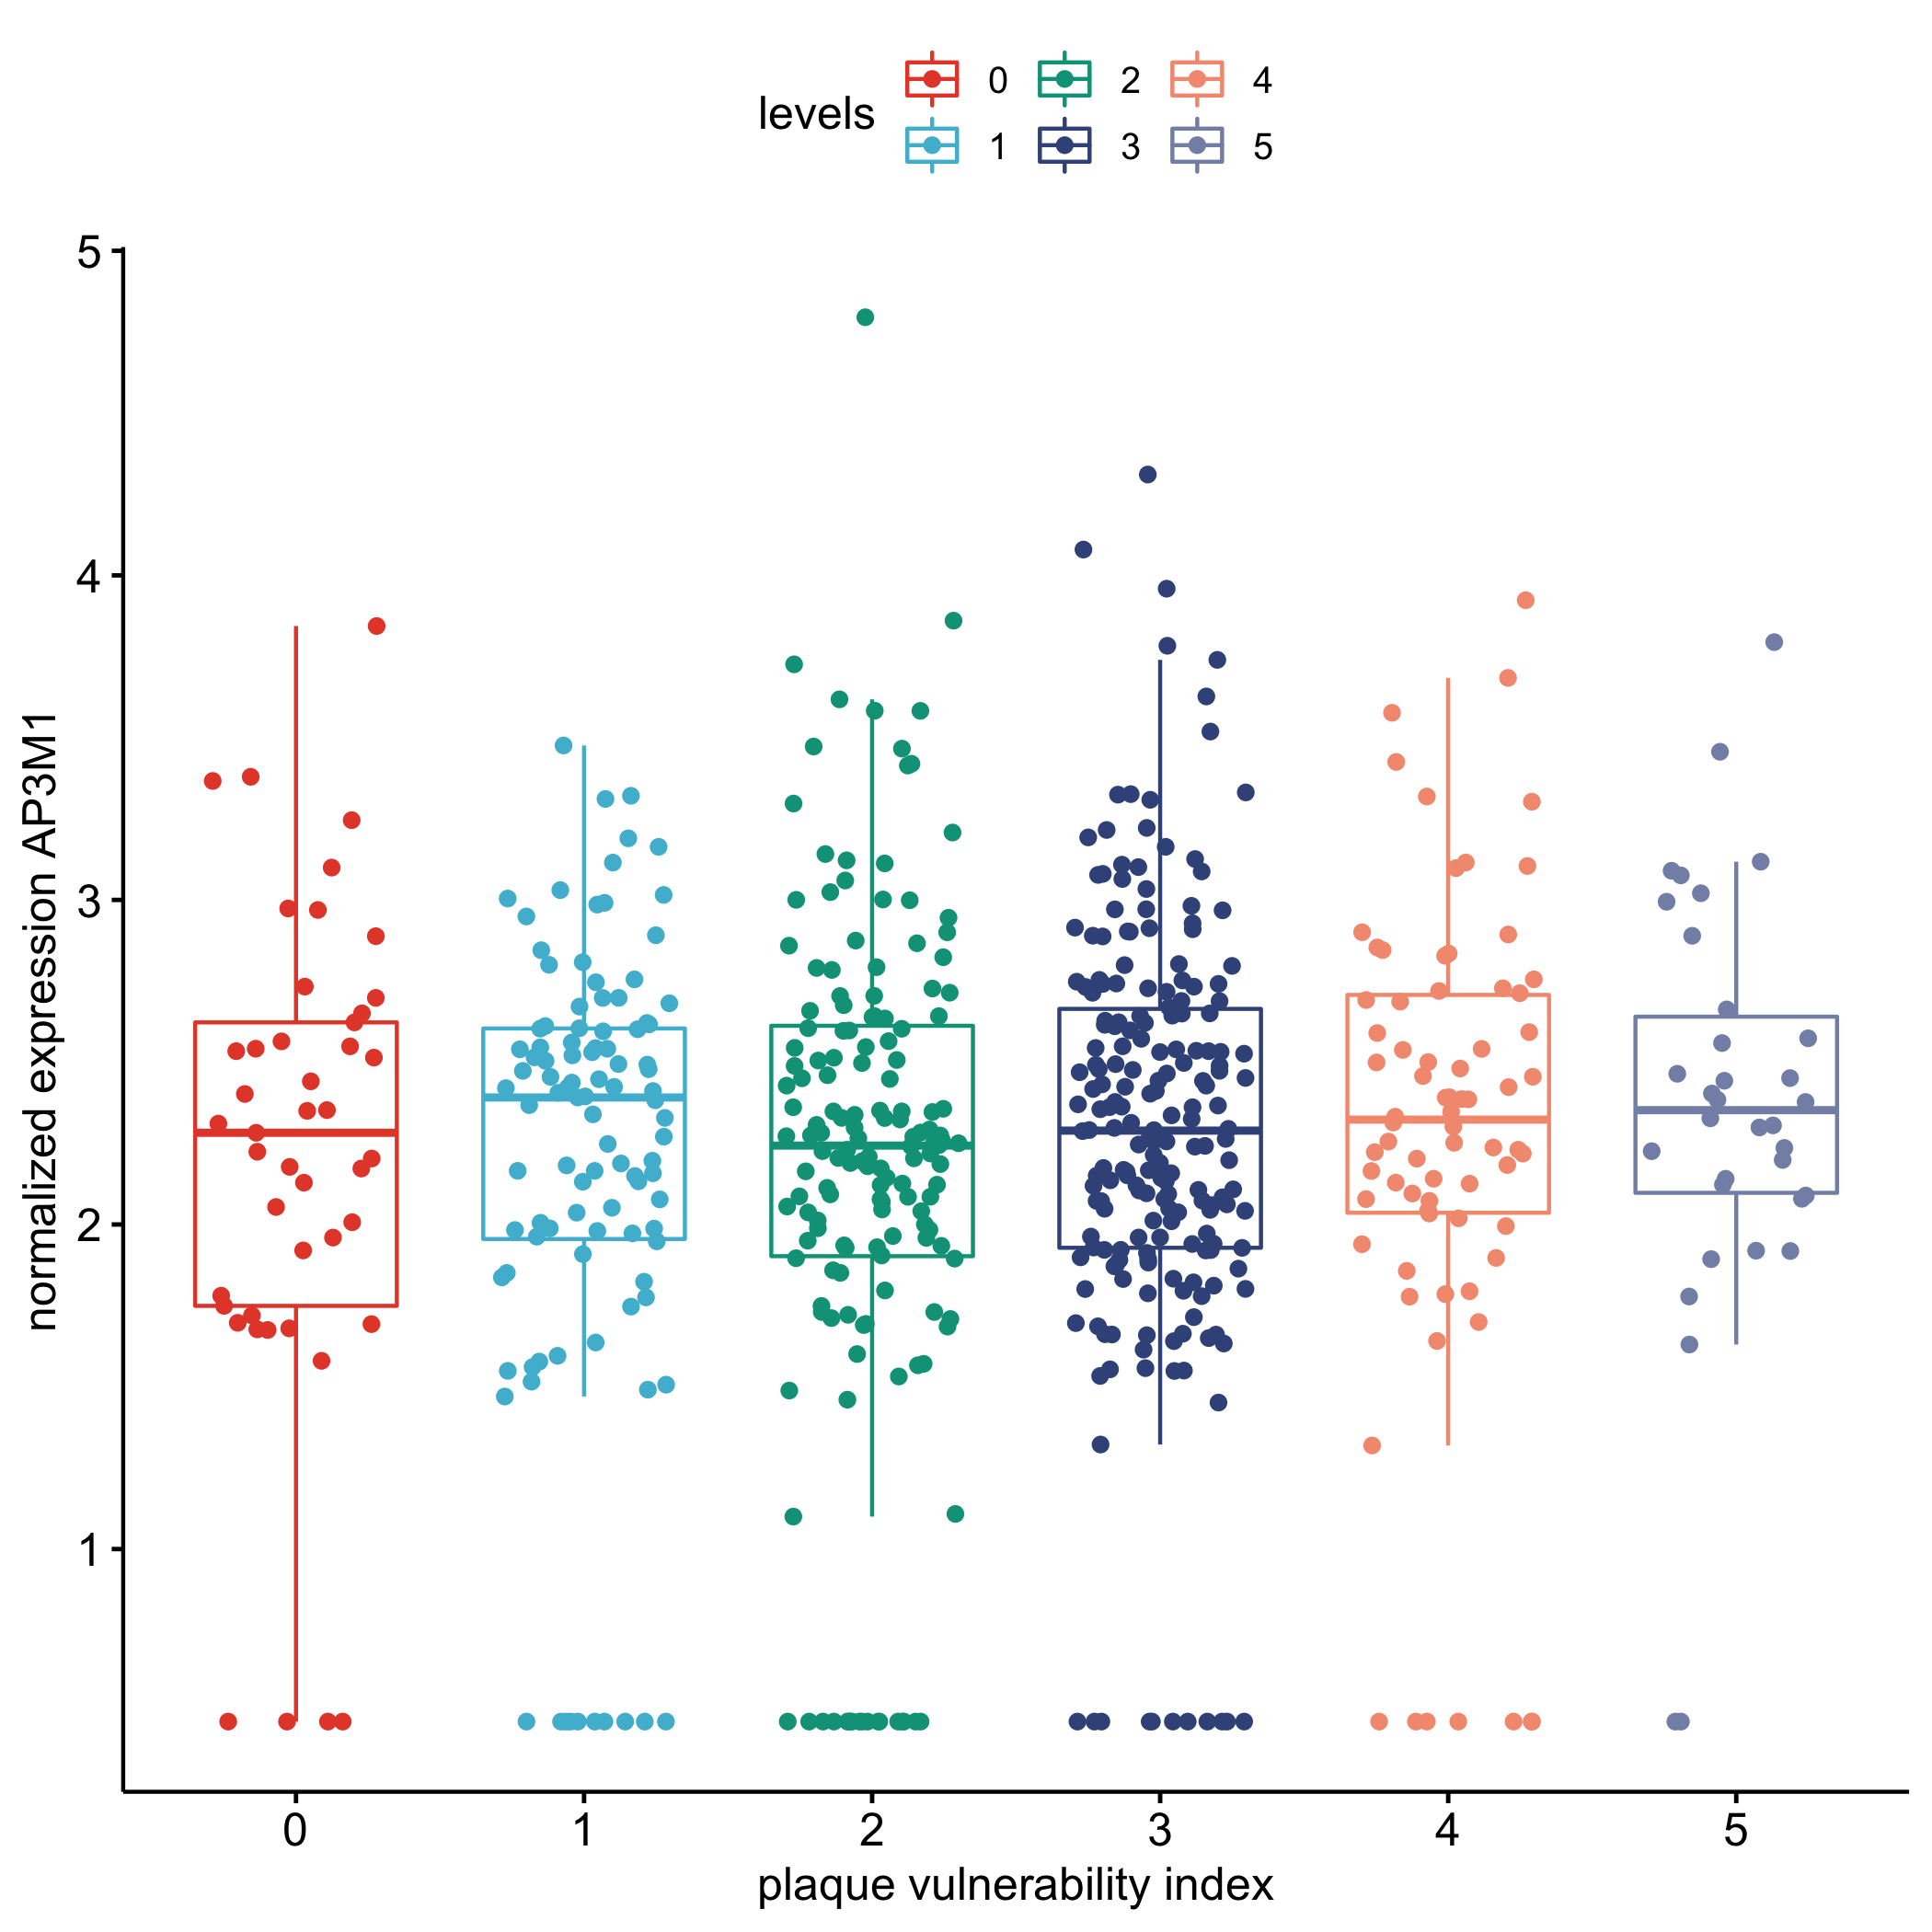 levels
0 2 4
1 3 5
normalized expression AP3M1
5
4
3
2
1
0 1 2 3 4 5
plaque vulnerability index